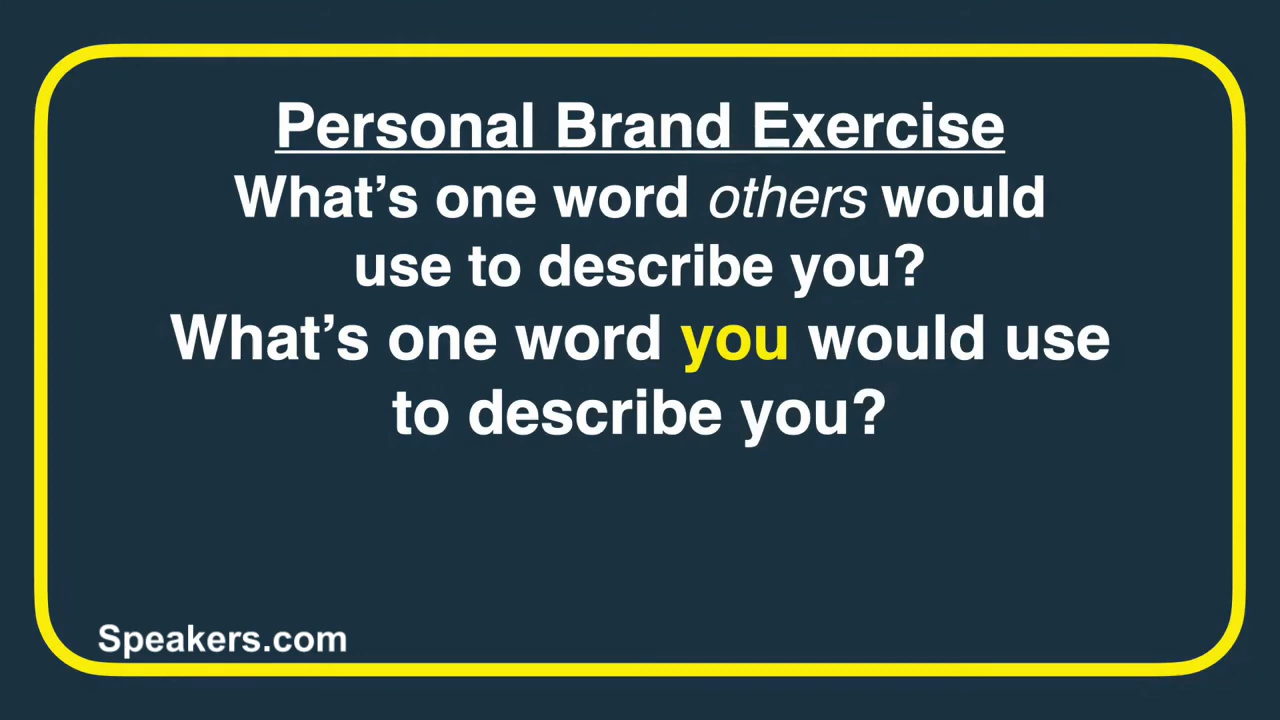 Personal Brand Exercise
What’s one word others would
use to describe you?
What’s one word you would use
to describe you?
Speakers.com